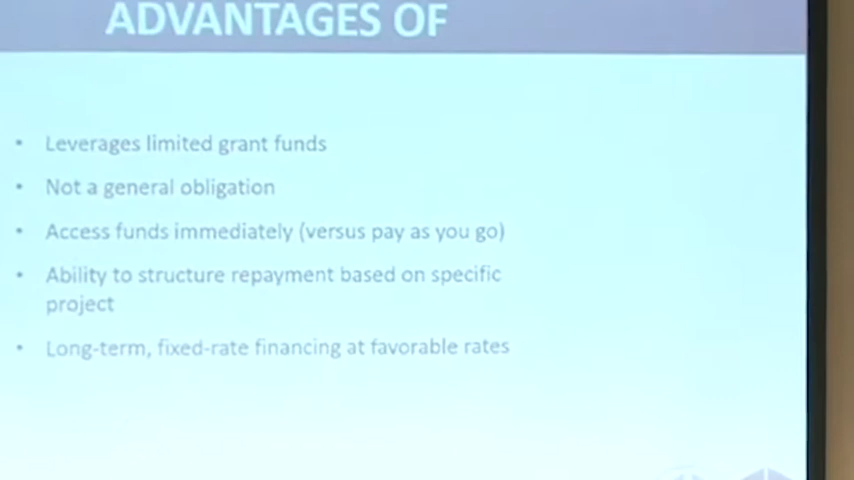 ADVANTAGES OF
• Leverages limited grant funds
• Not a general obligation
• Access funds immediately (versus pay as you go)
• Ability to structure repayment based on specific
project
• Long-term, fixed-rate financing at favorable rates